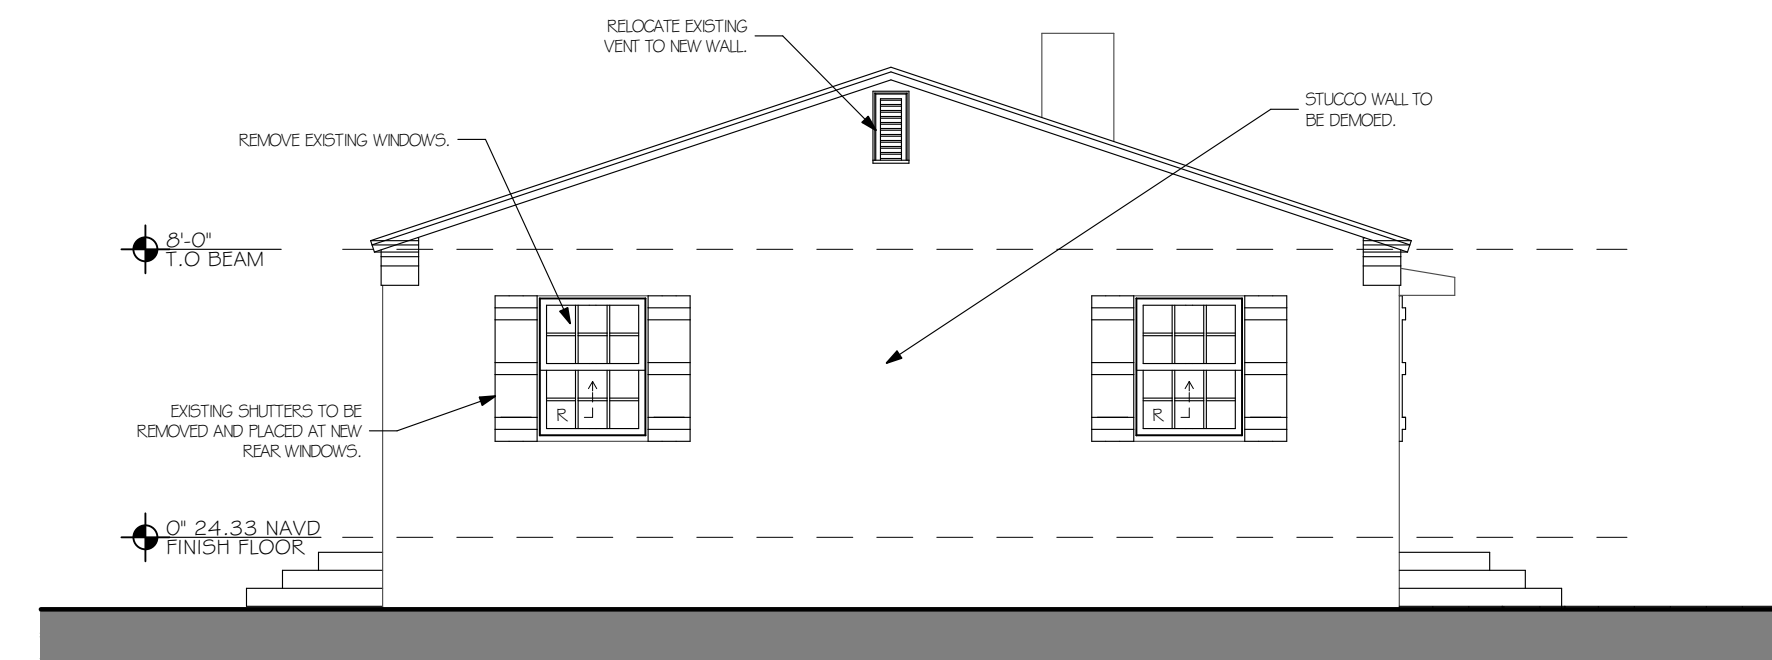 RELOCATE EXISTING
VENT TO NEW WALL.
STUCCO WALL TO
BE DEMOED.
REMOVE EXISTING WINDOWS.
8'-0"
T.O BEAM
EXISTING SHUTTERS TO BE
REMOVED AND PLACED AT NEW
REAR WINDOWS.
R
R
0" 24.33 NAVD
FINISH FLOOR